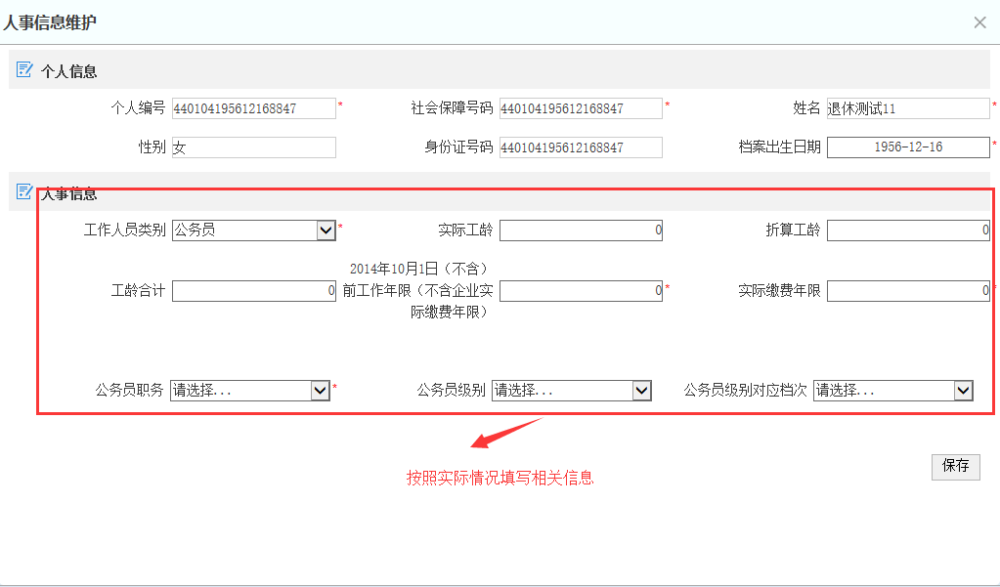 人事信息维护
个人信息
个人编号 440104195612168847 * 社会保障号码 440104195612168847 * 姓名 退休测试11 *
性别 女 身份证号码 440104195612168847 档案出生日期 1956-12-16 *
人事信息
工作人员类别 公务员 * 实际工龄 0 折算工龄 0
2014年10月1日（不含）
工龄合计 0 前工作年限（不含企业实 0 * 实际缴费年限 0 *
际缴费年限）
公务员职务 请选择... * 公务员级别 请选择... 公务员级别对应档次 请选择...
按照实际情况填写相关信息
保存